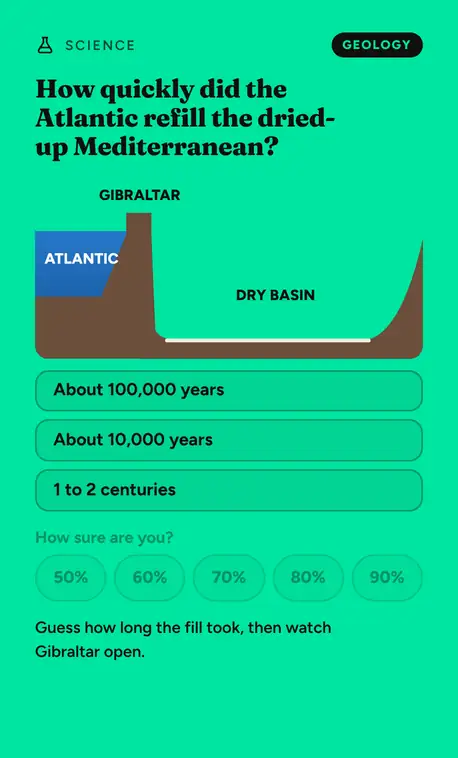 SCIENCE
GEOLOGY
How quickly did the
Atlantic refill the dried-
up Mediterranean?
GIBRALTAR
ATLANTIC
DRY BASIN
About 100,000 years
About 10,000 years
1 to 2 centuries
How sure are you?
50% 60% 70% 80% 90%
Guess how long the fill took, then watch
Gibraltar open.